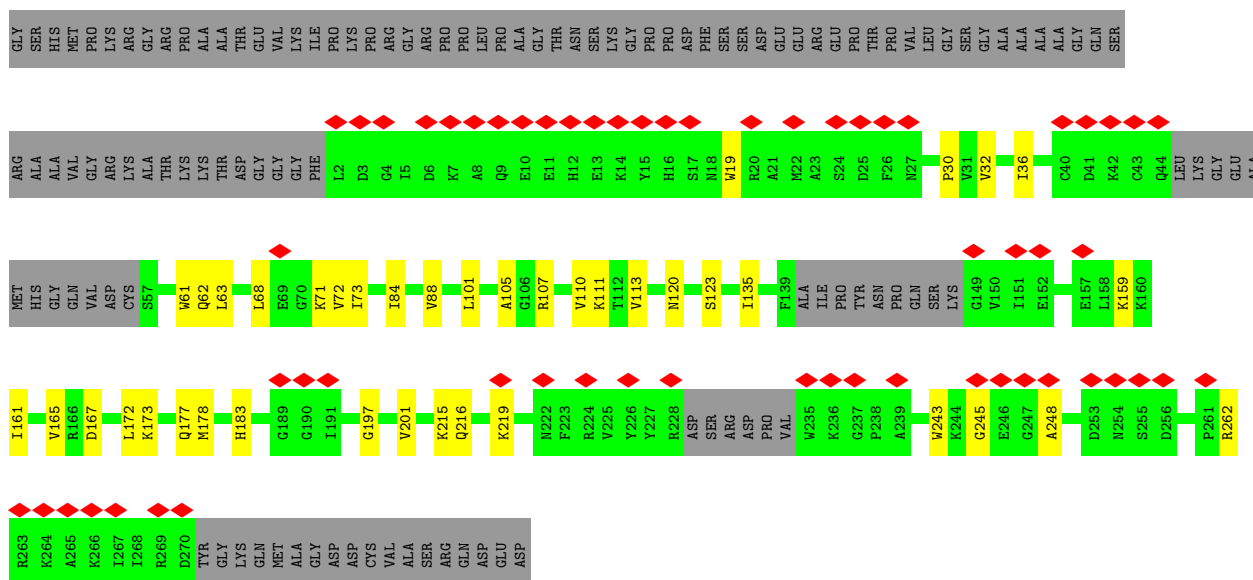 GLY SER HIS MET PRO LYS ARG GLY ARG PRO ALA ALA THR GLU VAL LYS ILE PRO LYS PRO ARG GLY ARG PRO PRO LEU PRO ALA GLY THR ASN SER LYS GLY PRO PRO ASP PHE SER SER ASP GLU GLU ARG GLU PRO THR PRO VAL LEU GLY SER GLY ALA ALA ALA ALA GLY GLN SER
ARG ALA ALA VAL GLY ARG LYS ALA THR LYS LYS THR ASP GLY GLY GLY PHE L2 D3 G4 I5 D6 K7 A8 Q9 E10 E11 H12 E13 K14 Y15 H16 S17 N18 W19 R20 A21 M22 A23 S24 D25 F26 N27 P30 V31 V32 I36 C40 D41 K42 C43 Q44 LEU LYS GLY GLU ALA
MET HIS GLY GLN VAL ASP CYS S57 W61 Q62 L63 L68 E69 G70 K71 V72 I73 I84 V88 L101 A105 G106 R107 V110 K111 T112 V113 N120 S123 I135 F139 ALA ILE PRO TYR ASN PRO GLN SER LYS G149 V150 I151 E152 E157 L158 K159 K160
I161 V165 R166 D167 L172 K173 Q177 M178 H183 G189 G190 I191 G197 V201 K215 Q216 K219 N222 F223 R224 V225 Y226 Y227 R228 ASP SER ARG ASP PRO VAL W235 K236 G237 P238 A239 W243 K244 G245 E246 G247 A248 D253 N254 S255 D256 P261 R262
R263 K264 A265 K266 I267 I268 R269 D270 TYR GLY LYS GLN MET ALA GLY ASP ASP CYS VAL ALA SER ARG GLN ASP GLU ASP